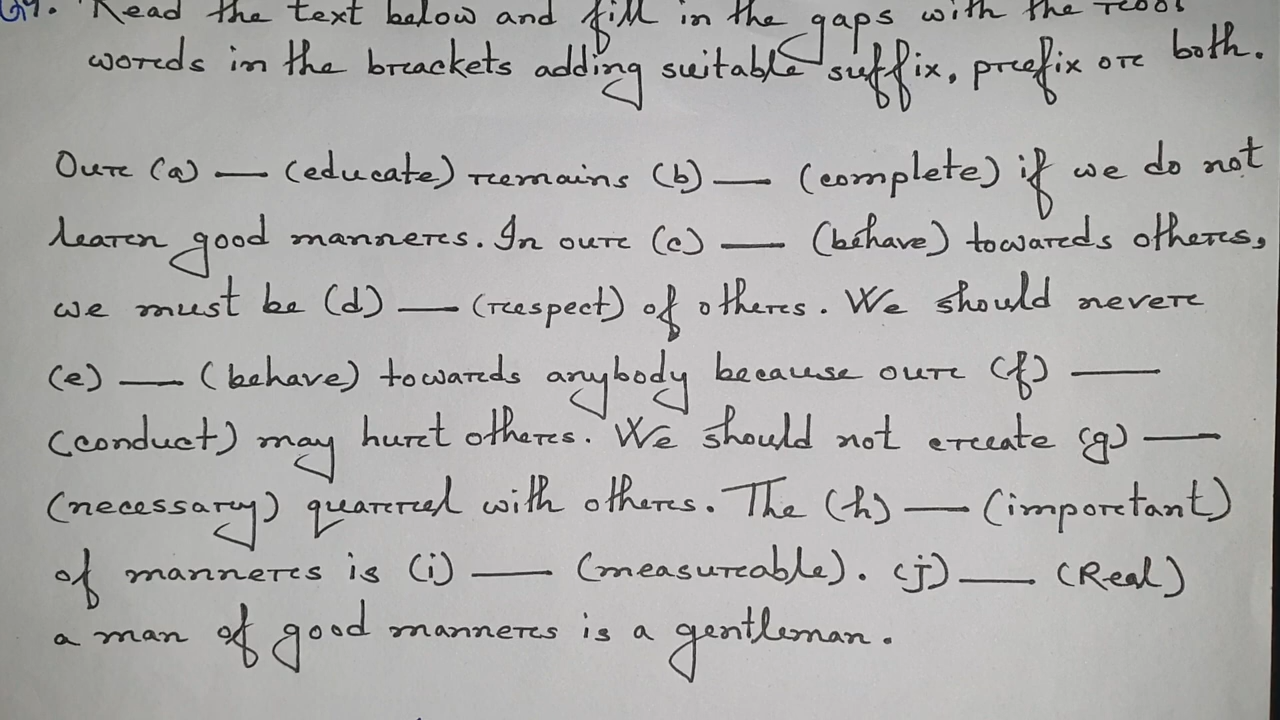 Q9. Read the text below and fill in the gaps with the root
words in the brackets adding suitable suffix, prefix or both.
Our (a) — (educate) remains (b) — (complete) if we do not
learn good manners. In our (c) — (behave) towards others,
we must be (d) — (respect) of others. We should never
(e) — (behave) towards anybody because our (f) —
(conduct) may hurt others. We should not create (g) —
(necessary) quarrel with others. The (h) — (important)
of manners is (i) — (measureable). (j) — (Real)
a man of good manners is a gentleman.